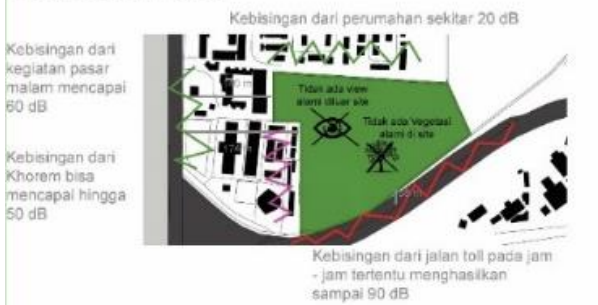 Kebisingan dari perumahan sekitar 20 dB
Kebisingan dari
kegiatan pasar
malam mencapai
60 dB
Tidak ada view
alami diluar site
Tidak ada Vegetasi
alami di site
Kebisingan dari
Khorem bisa
mencapai hingga
50 dB
Kebisingan dari jalan toll pada jam
- jam tertentu menghasilkan
sampai 90 dB